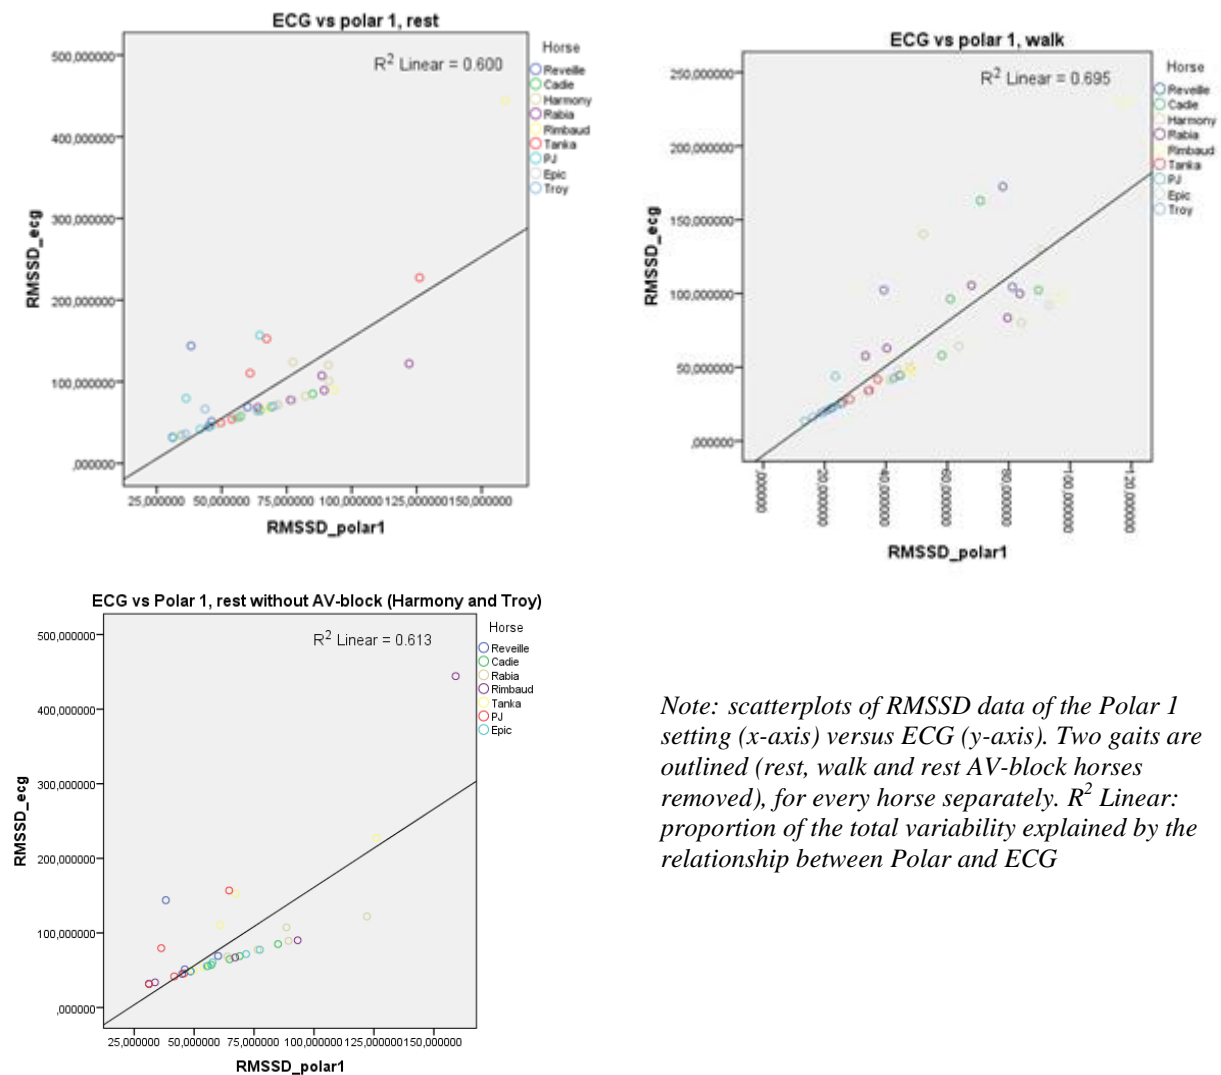 ECG vs polar 1, rest
R² Linear = 0.600
Horse
Reveille
Cadie
Harmony
Rabia
Rimbaud
Tanka
PJ
Epic
Troy
500,000000
400,000000
300,000000
200,000000
100,000000
,000000
RMSSD_ecg
25,000000 50,000000 75,000000 100,000000 125,000000 150,000000
RMSSD_polar1
ECG vs polar 1, walk
R² Linear = 0.695
Horse
Reveille
Cadie
Harmony
Rabia
Rimbaud
Tanka
PJ
Epic
Troy
250,000000
200,000000
150,000000
100,000000
50,000000
,000000
RMSSD_ecg
,000000 20,000000 40,000000 60,000000 80,000000 100,000000 120,000000
RMSSD_polar1
ECG vs Polar 1, rest without AV-block (Harmony and Troy)
R² Linear = 0.613
Horse
Reveille
Cadie
Rabia
Rimbaud
Tanka
PJ
Epic
500,000000
400,000000
300,000000
200,000000
100,000000
,000000
RMSSD_ecg
25,000000 50,000000 75,000000 100,000000 125,000000 150,000000
RMSSD_polar1
Note: scatterplots of RMSSD data of the Polar 1
setting (x-axis) versus ECG (y-axis). Two gaits are
outlined (rest, walk and rest AV-block horses
removed), for every horse separately. R² Linear:
proportion of the total variability explained by the
relationship between Polar and ECG